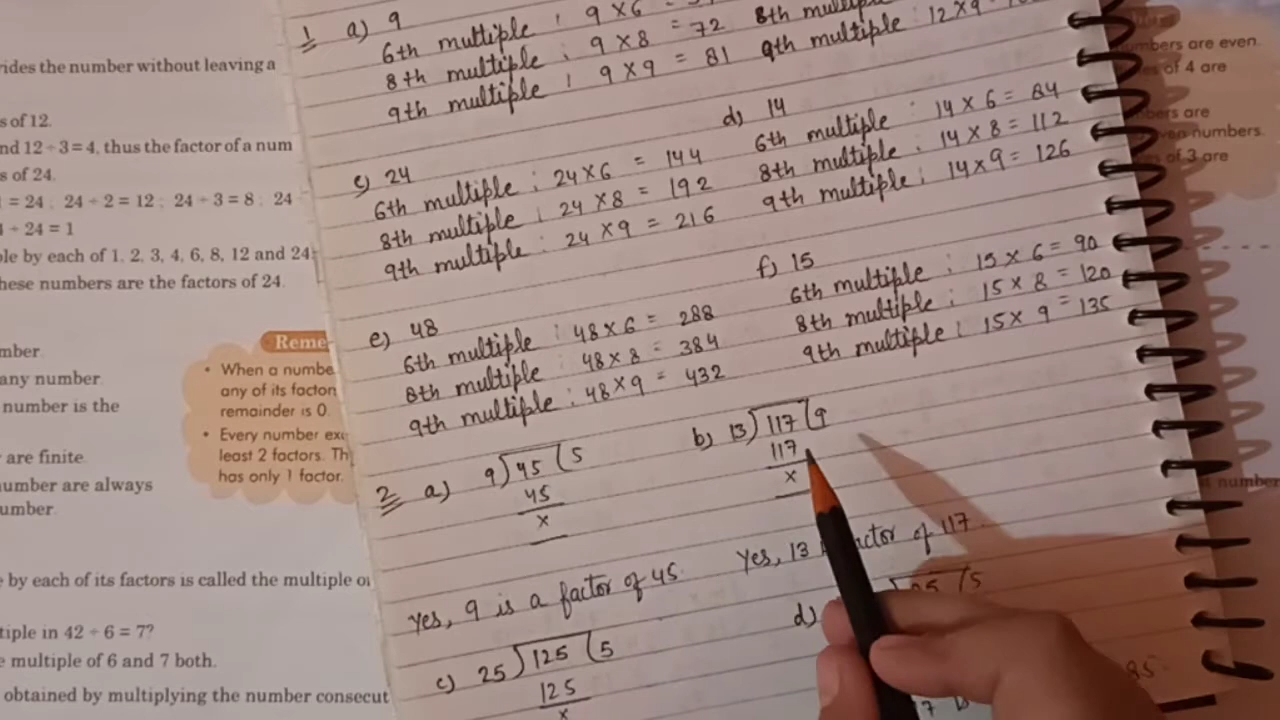 rides the number without leaving a
s of 12.
nd 12 ÷ 3 = 4, thus the factor of a num
s of 24.
= 24 ; 24 ÷ 2 = 12 ; 24 ÷ 3 = 8 ; 24
÷ 24 = 1
ble by each of 1, 2, 3, 4, 6, 8, 12 and 24
hese numbers are the factors of 24.
mber
any number.
number is the
are finite.
number are always
umber.
Reme
• When a numbe
any of its factor
remainder is 0.
• Every number exc
least 2 factors. Th
has only 1 factor.
e by each of its factors is called the multiple o
tiple in 42 ÷ 6 = 7?
e multiple of 6 and 7 both.
obtained by multiplying the number consecut
1 a) 9
6th multiple : 9 × 6 =
8th multiple : 9 × 8 = 72
9th multiple : 9 × 9 = 81
8th multiple
9th multiple : 12 × 9 =
c) 24
6th multiple : 24 × 6 = 144
8th multiple : 24 × 8 = 192
9th multiple : 24 × 9 = 216
d) 14
6th multiple : 14 × 6 = 84
8th multiple : 14 × 8 = 112
9th multiple : 14 × 9 = 126
e) 48
6th multiple : 48 × 6 = 288
8th multiple : 48 × 8 = 384
9th multiple : 48 × 9 = 432
f) 15
6th multiple : 15 × 6 = 90
8th multiple : 15 × 8 = 120
9th multiple : 15 × 9 = 135
2 a) 9)45(5
45
x
Yes, 9 is a factor of 45.
b) 13)117(9
117
x
Yes, 13 factor of 117.
c) 25)125(5
125
x
d)
85
umbers are even.
es of 4 are
bers are
ven numbers.
s of 3 are
number